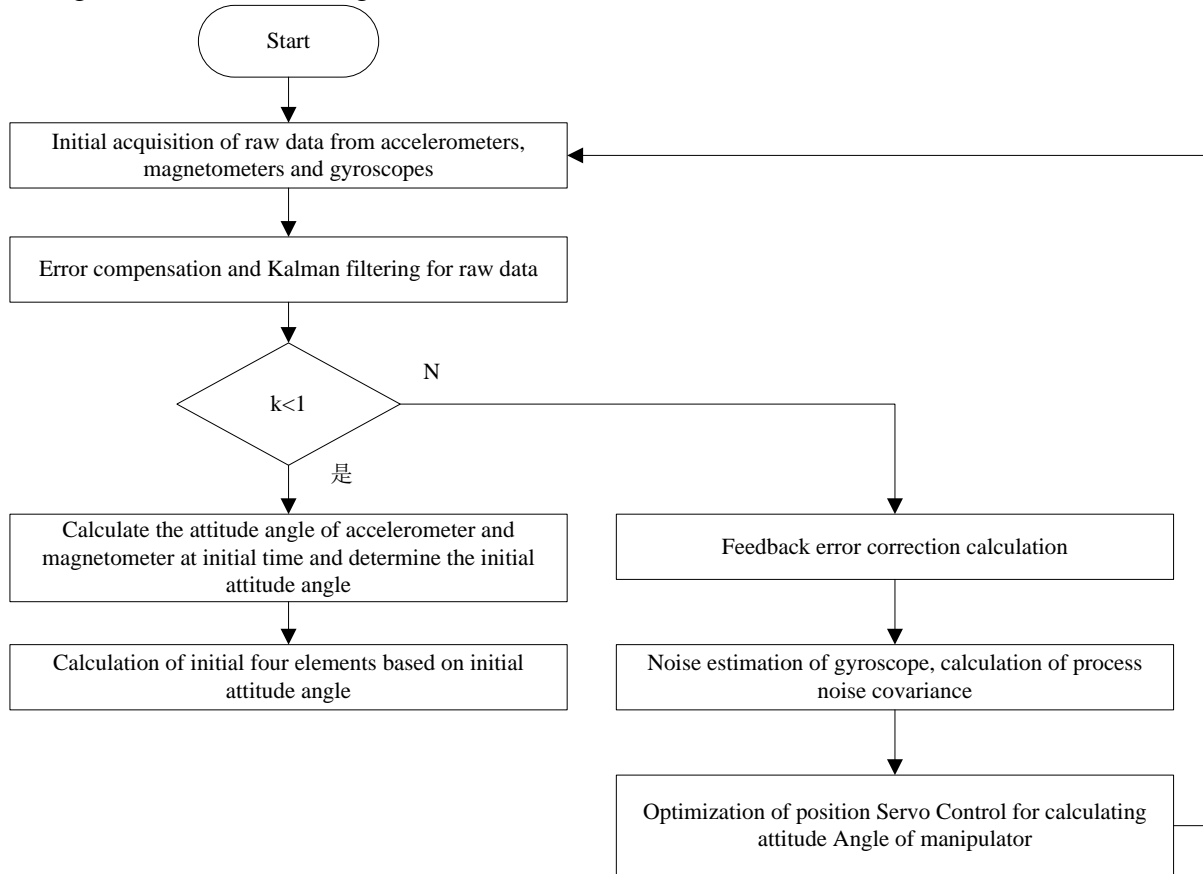 Start
Initial acquisition of raw data from accelerometers,
magnetometers and gyroscopes
Error compensation and Kalman filtering for raw data
k<1
N
是
Calculate the attitude angle of accelerometer and
magnetometer at initial time and determine the initial
attitude angle
Calculation of initial four elements based on initial
attitude angle
Feedback error correction calculation
Noise estimation of gyroscope, calculation of process
noise covariance
Optimization of position Servo Control for calculating
attitude Angle of manipulator